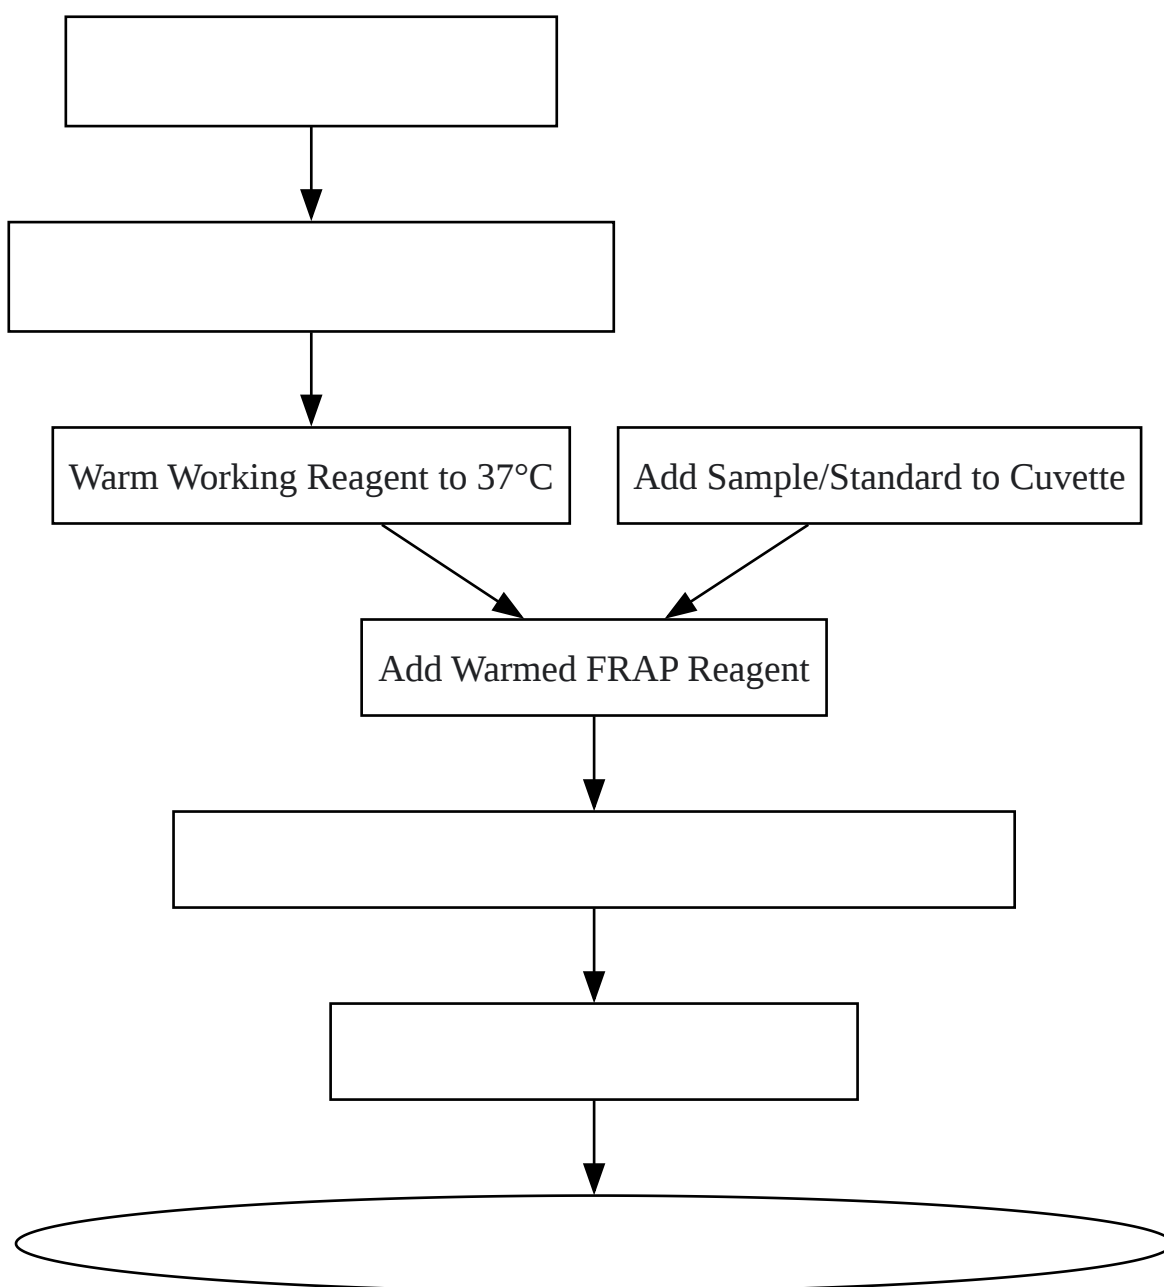 Warm Working Reagent to 37°C
Add Sample/Standard to Cuvette
Add Warmed FRAP Reagent